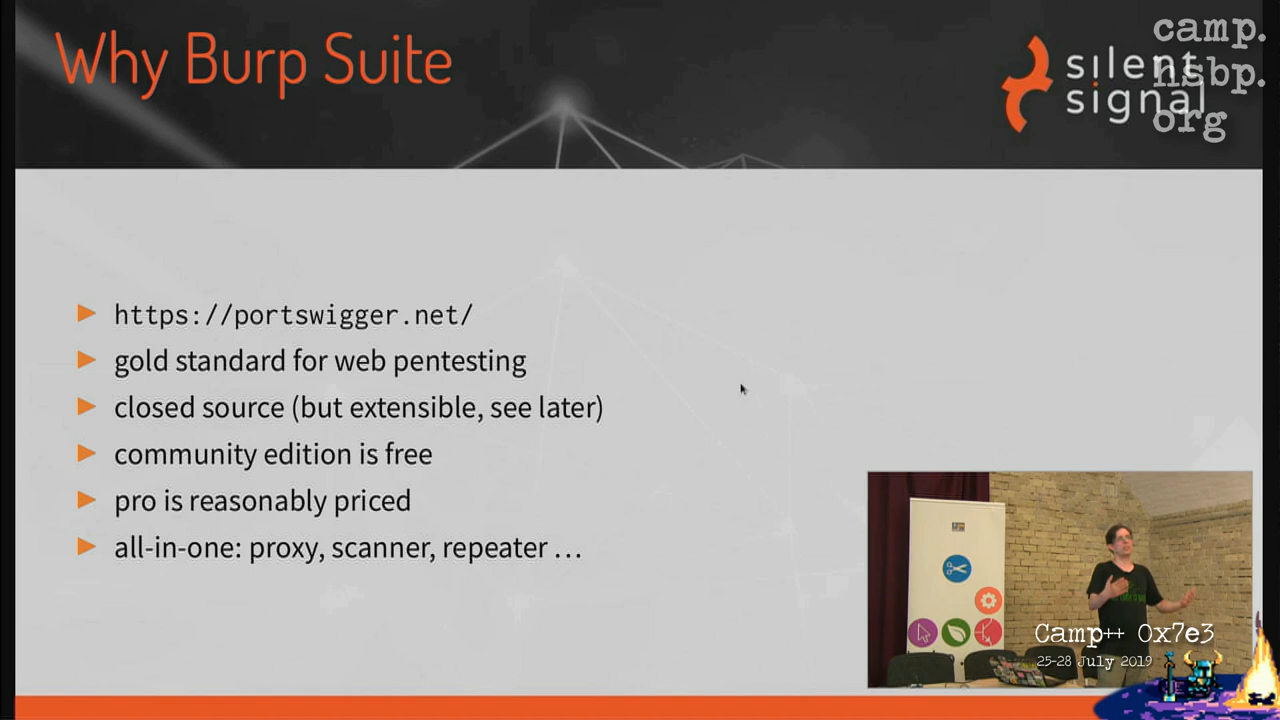 Why Burp Suite
silent
signal
camp.
hsbp.
org
https://portswigger.net/
gold standard for web pentesting
closed source (but extensible, see later)
community edition is free
pro is reasonably priced
all-in-one: proxy, scanner, repeater …
Camp++ 0x7e3
25-28 July 2019